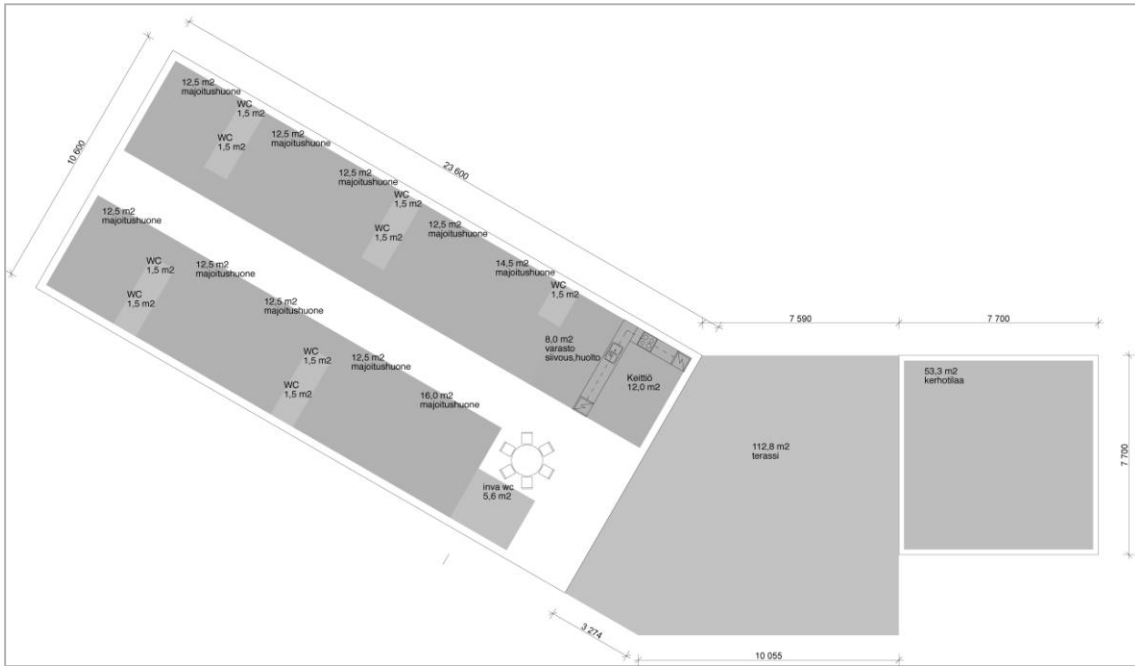 12,5 m2
majoitushuone
WC
1,5 m2
WC
1,5 m2
12,5 m2
majoitushuone
12,5 m2
majoitushuone
WC
1,5 m2
WC
1,5 m2
12,5 m2
majoitushuone
14,5 m2
majoitushuone
WC
1,5 m2
8,0 m2
varasto
siivous,huolto
Keittiö
12,0 m2
12,5 m2
majoitushuone
WC
1,5 m2
WC
1,5 m2
12,5 m2
majoitushuone
12,5 m2
majoitushuone
WC
1,5 m2
WC
1,5 m2
12,5 m2
majoitushuone
16,0 m2
majoitushuone
inva wc
5,6 m2
112,8 m2
terassi
53,3 m2
kerhotilaa
10 600
23 600
7 590
7 700
7 700
3 274
10 055